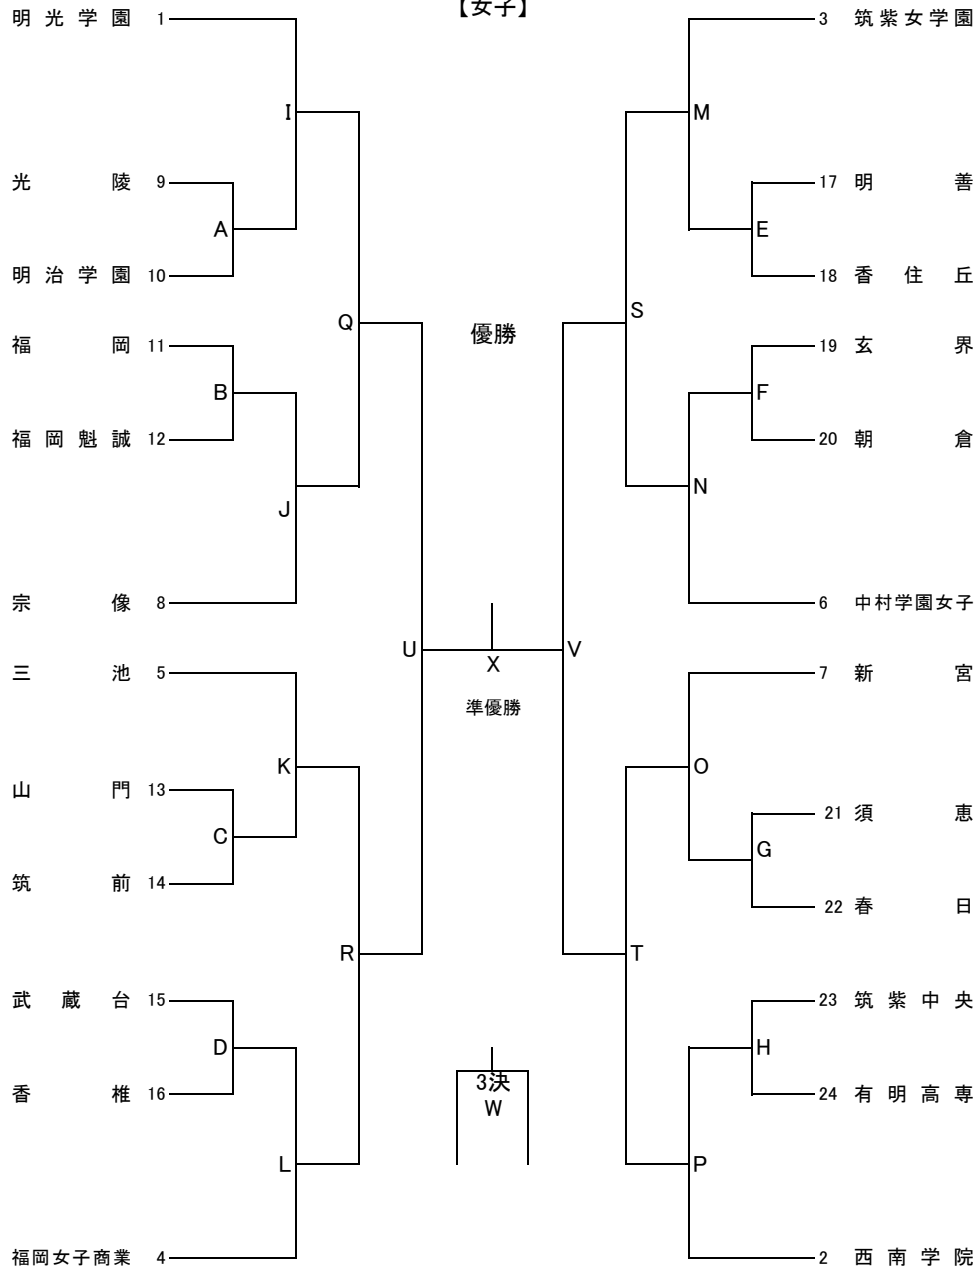 【女子】
明光学園 1
3 筑紫女学園
I
M
光陵 9
17 明善
A
E
明治学園 10
18 香住丘
Q
優勝
S
福岡 11
19 玄界
B
F
福岡魁誠 12
20 朝倉
J
N
宗像 8
6 中村学園女子
U
X
V
三池 5
7 新宮
準優勝
K
O
山門 13
21 須恵
C
G
筑前 14
22 春日
R
T
武蔵台 15
23 筑紫中央
D
H
香椎 16
3決
W
24 有明高専
L
P
福岡女子商業 4
2 西南学院